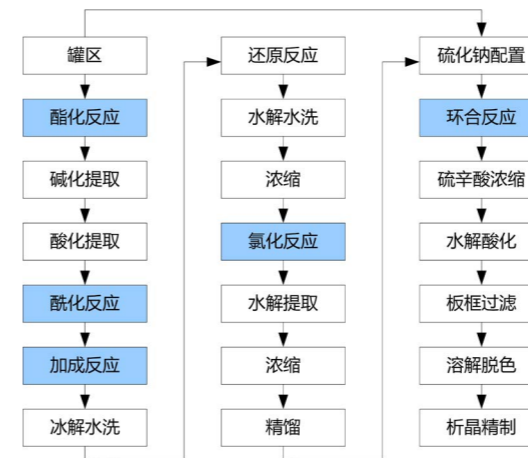 罐区
酯化反应
碱化提取
酸化提取
酰化反应
加成反应
冰解水洗
还原反应
水解水洗
浓缩
氯化反应
水解提取
浓缩
精馏
硫化钠配置
环合反应
硫辛酸浓缩
水解酸化
板框过滤
溶解脱色
析晶精制